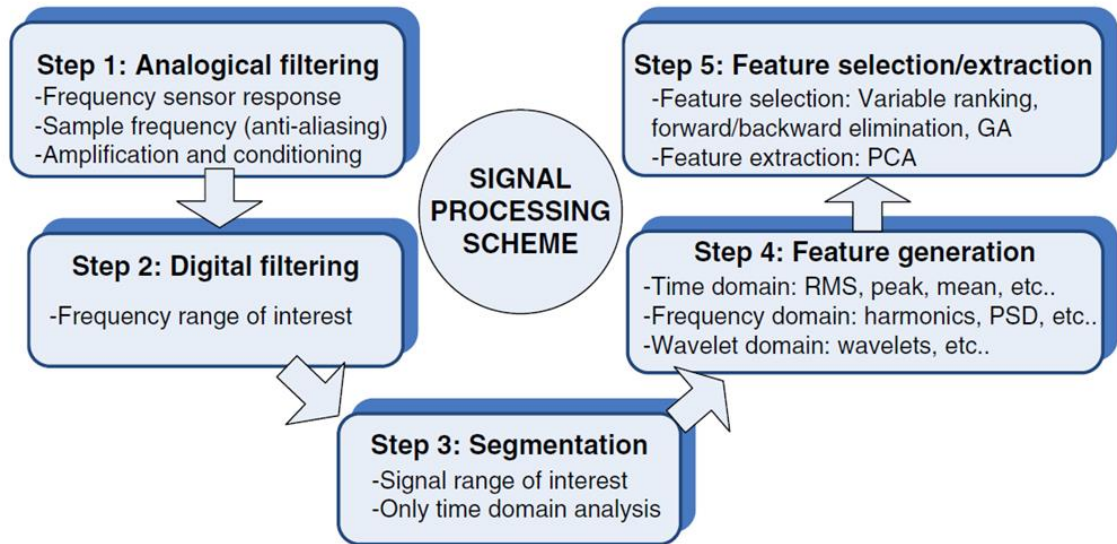 Step 1: Analogical filtering
-Frequency sensor response
-Sample frequency (anti-aliasing)
-Amplification and conditioning
Step 2: Digital filtering
-Frequency range of interest
Step 3: Segmentation
-Signal range of interest
-Only time domain analysis
Step 4: Feature generation
-Time domain: RMS, peak, mean, etc..
-Frequency domain: harmonics, PSD, etc..
-Wavelet domain: wavelets, etc..
Step 5: Feature selection/extraction
-Feature selection: Variable ranking,
forward/backward elimination, GA
-Feature extraction: PCA
SIGNAL
PROCESSING
SCHEME